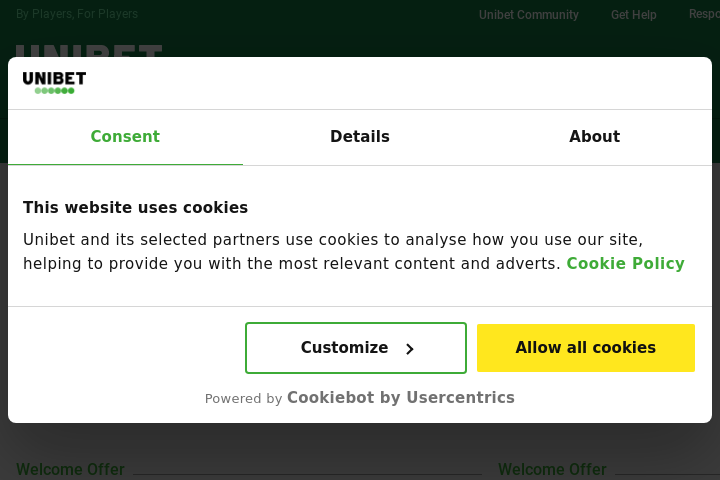 By Players, For Players
Unibet Community
Get Help
UNIBET
UNIBET
Consent
Details
About
This website uses cookies
Unibet and its selected partners use cookies to analyse how you use our site,
helping to provide you with the most relevant content and adverts. Cookie Policy
Customize
Allow all cookies
Powered by Cookiebot by Usercentrics
Welcome Offer
Welcome Offer